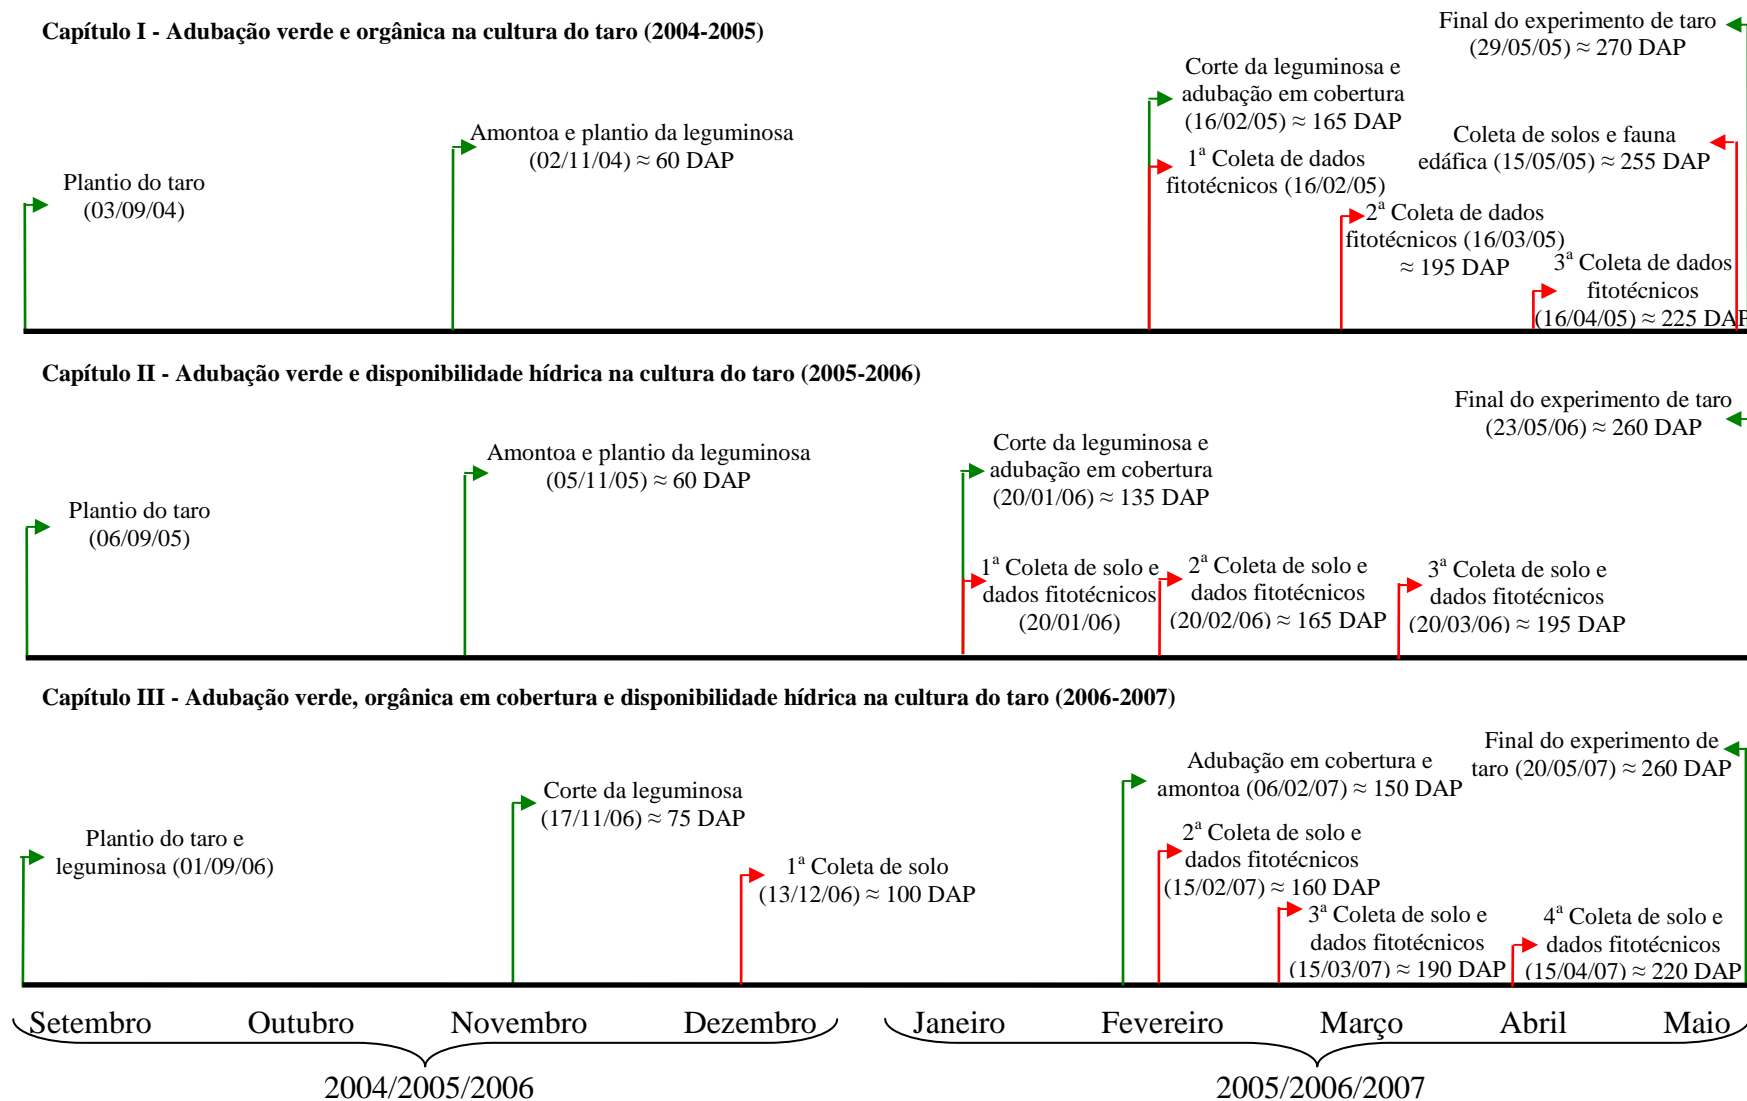 Capítulo I - Adubação verde e orgânica na cultura do taro (2004-2005)
Plantio do taro
(03/09/04)
Amontoa e plantio da leguminosa
(02/11/04) ≈ 60 DAP
Corte da leguminosa e
adubação em cobertura
(16/02/05) ≈ 165 DAP
1ª Coleta de dados
fitotécnicos (16/02/05)
2ª Coleta de dados
fitotécnicos (16/03/05)
≈ 195 DAP
3ª Coleta de dados
fitotécnicos
(16/04/05) ≈ 225 DAP
Final do experimento de taro
(29/05/05) ≈ 270 DAP
Coleta de solos e fauna
edáfica (15/05/05) ≈ 255 DAP
Capítulo II - Adubação verde e disponibilidade hídrica na cultura do taro (2005-2006)
Plantio do taro
(06/09/05)
Amontoa e plantio da leguminosa
(05/11/05) ≈ 60 DAP
Corte da leguminosa e
adubação em cobertura
(20/01/06) ≈ 135 DAP
1ª Coleta de solo e
dados fitotécnicos
(20/01/06)
2ª Coleta de solo e
dados fitotécnicos
(20/02/06) ≈ 165 DAP
3ª Coleta de solo e
dados fitotécnicos
(20/03/06) ≈ 195 DAP
Final do experimento de taro
(23/05/06) ≈ 260 DAP
Capítulo III - Adubação verde, orgânica em cobertura e disponibilidade hídrica na cultura do taro (2006-2007)
Plantio do taro e
leguminosa (01/09/06)
Corte da leguminosa
(17/11/06) ≈ 75 DAP
1ª Coleta de solo
(13/12/06) ≈ 100 DAP
Adubação em cobertura e
amontoa (06/02/07) ≈ 150 DAP
2ª Coleta de solo e
dados fitotécnicos
(15/02/07) ≈ 160 DAP
3ª Coleta de solo e
dados fitotécnicos
(15/03/07) ≈ 190 DAP
4ª Coleta de solo e
dados fitotécnicos
(15/04/07) ≈ 220 DAP
Final do experimento de
taro (20/05/07) ≈ 260 DAP
Setembro Outubro Novembro Dezembro Janeiro Fevereiro Março Abril Maio
2004/2005/2006 2005/2006/2007